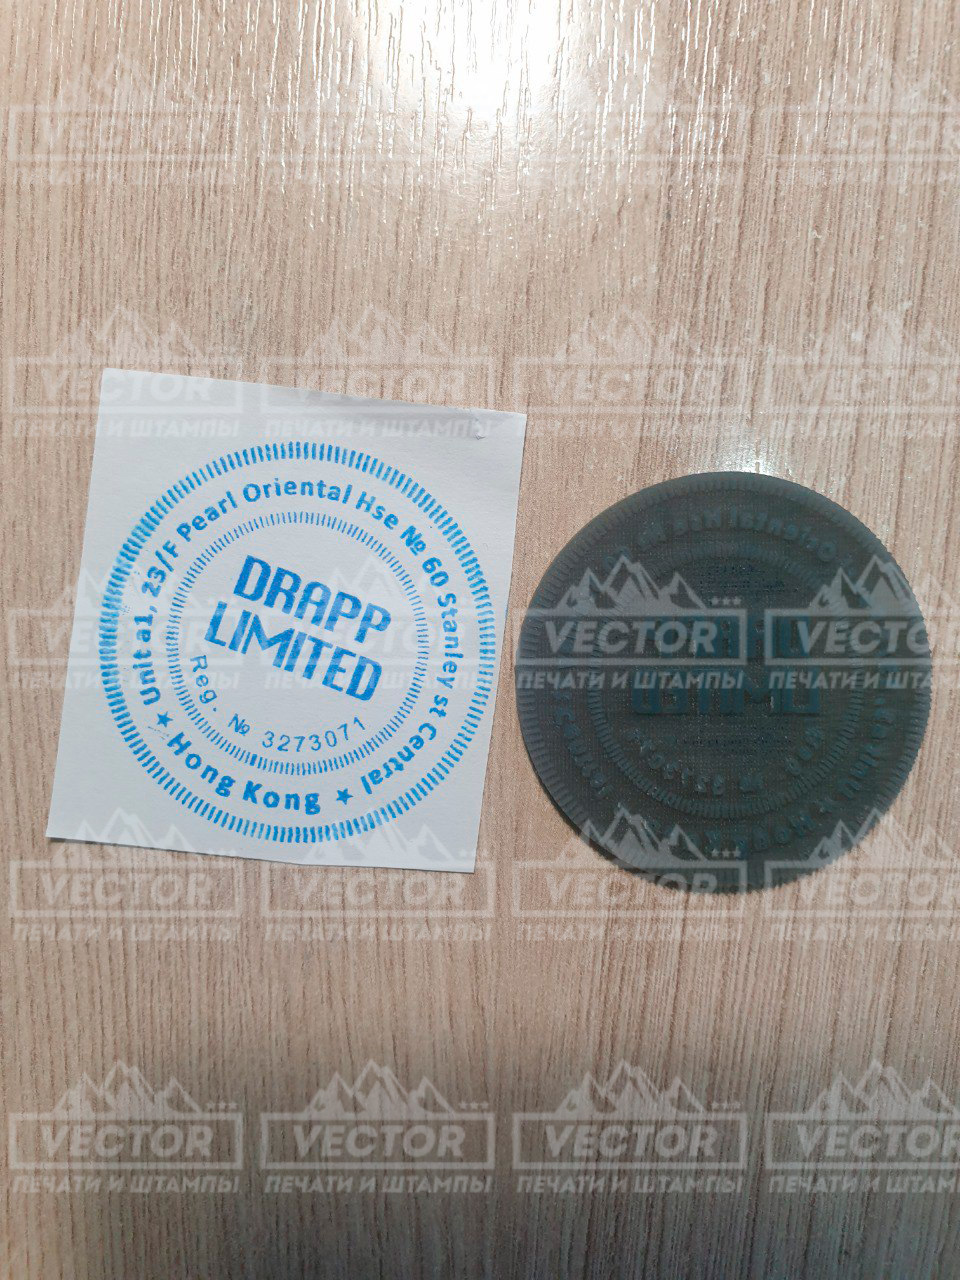 Unit a1, 23/F Pearl Oriental Hse № 60 Stanley st Central
★ Hong Kong ★
DRAPP
LIMITED
Reg. № 3273071
VECTOR
ПЕЧАТИ И ШТАМПЫ